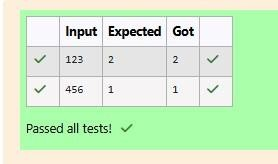 Input Expected Got
123 2 2
456 1 1
Passed all tests!